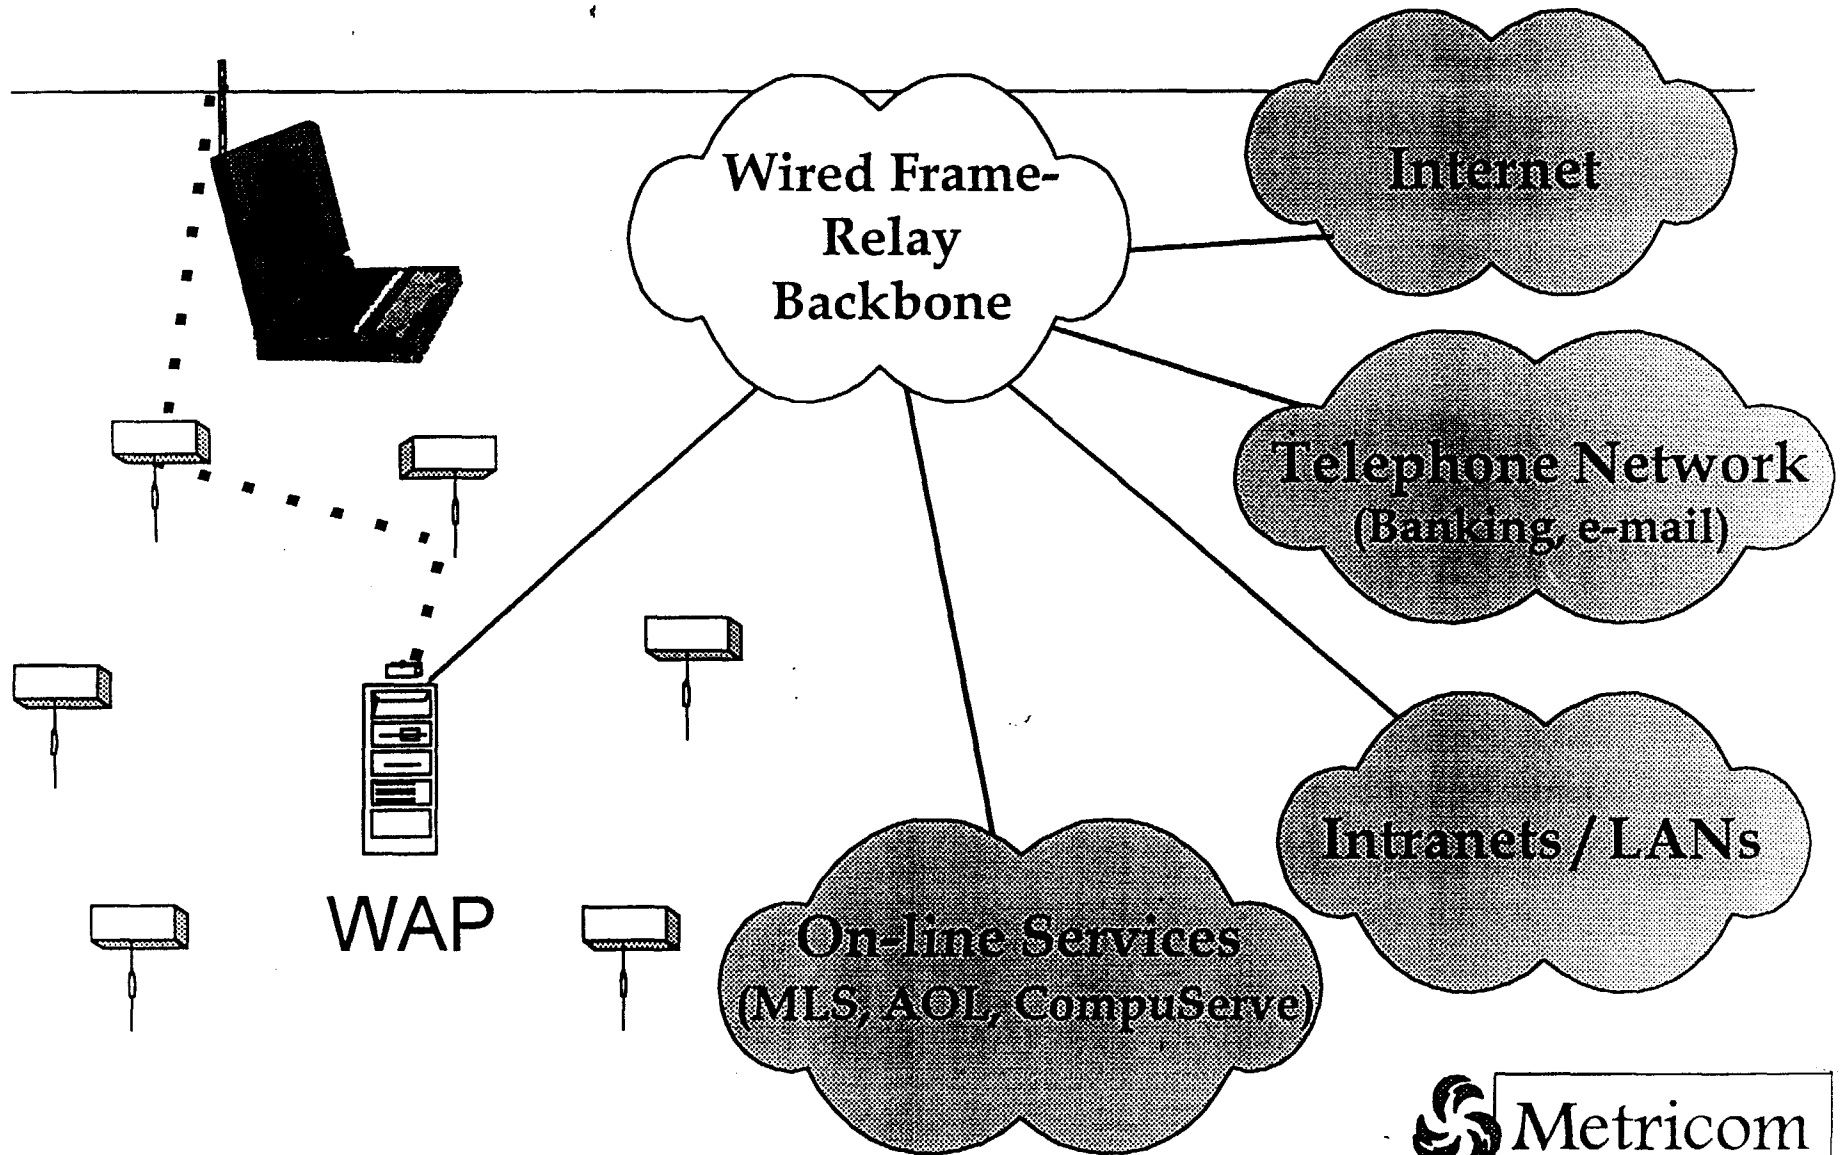 Wired Frame-
Relay
Backbone
Internet
Telephone Network
(Banking, e-mail)
Intranets / LANs
On-line Services
(MLS, AOL, CompuServe)
WAP
Metricom